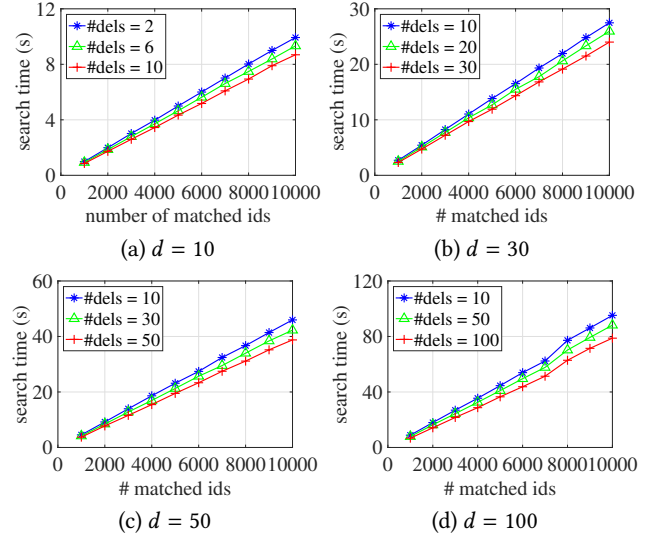 12
8
4
0
search time (s)
#dels = 2
#dels = 6
#dels = 10
0 2000 4000 6000 8000 10000
number of matched ids
(a) d = 10
30
20
10
0
search time (s)
#dels = 10
#dels = 20
#dels = 30
0 2000 4000 6000 8000 10000
# matched ids
(b) d = 30
60
40
20
0
search time (s)
#dels = 10
#dels = 30
#dels = 50
0 2000 4000 6000 8000 10000
# matched ids
(c) d = 50
120
80
40
0
search time (s)
#dels = 10
#dels = 50
#dels = 100
0 2000 4000 6000 8000 10000
# matched ids
(d) d = 100